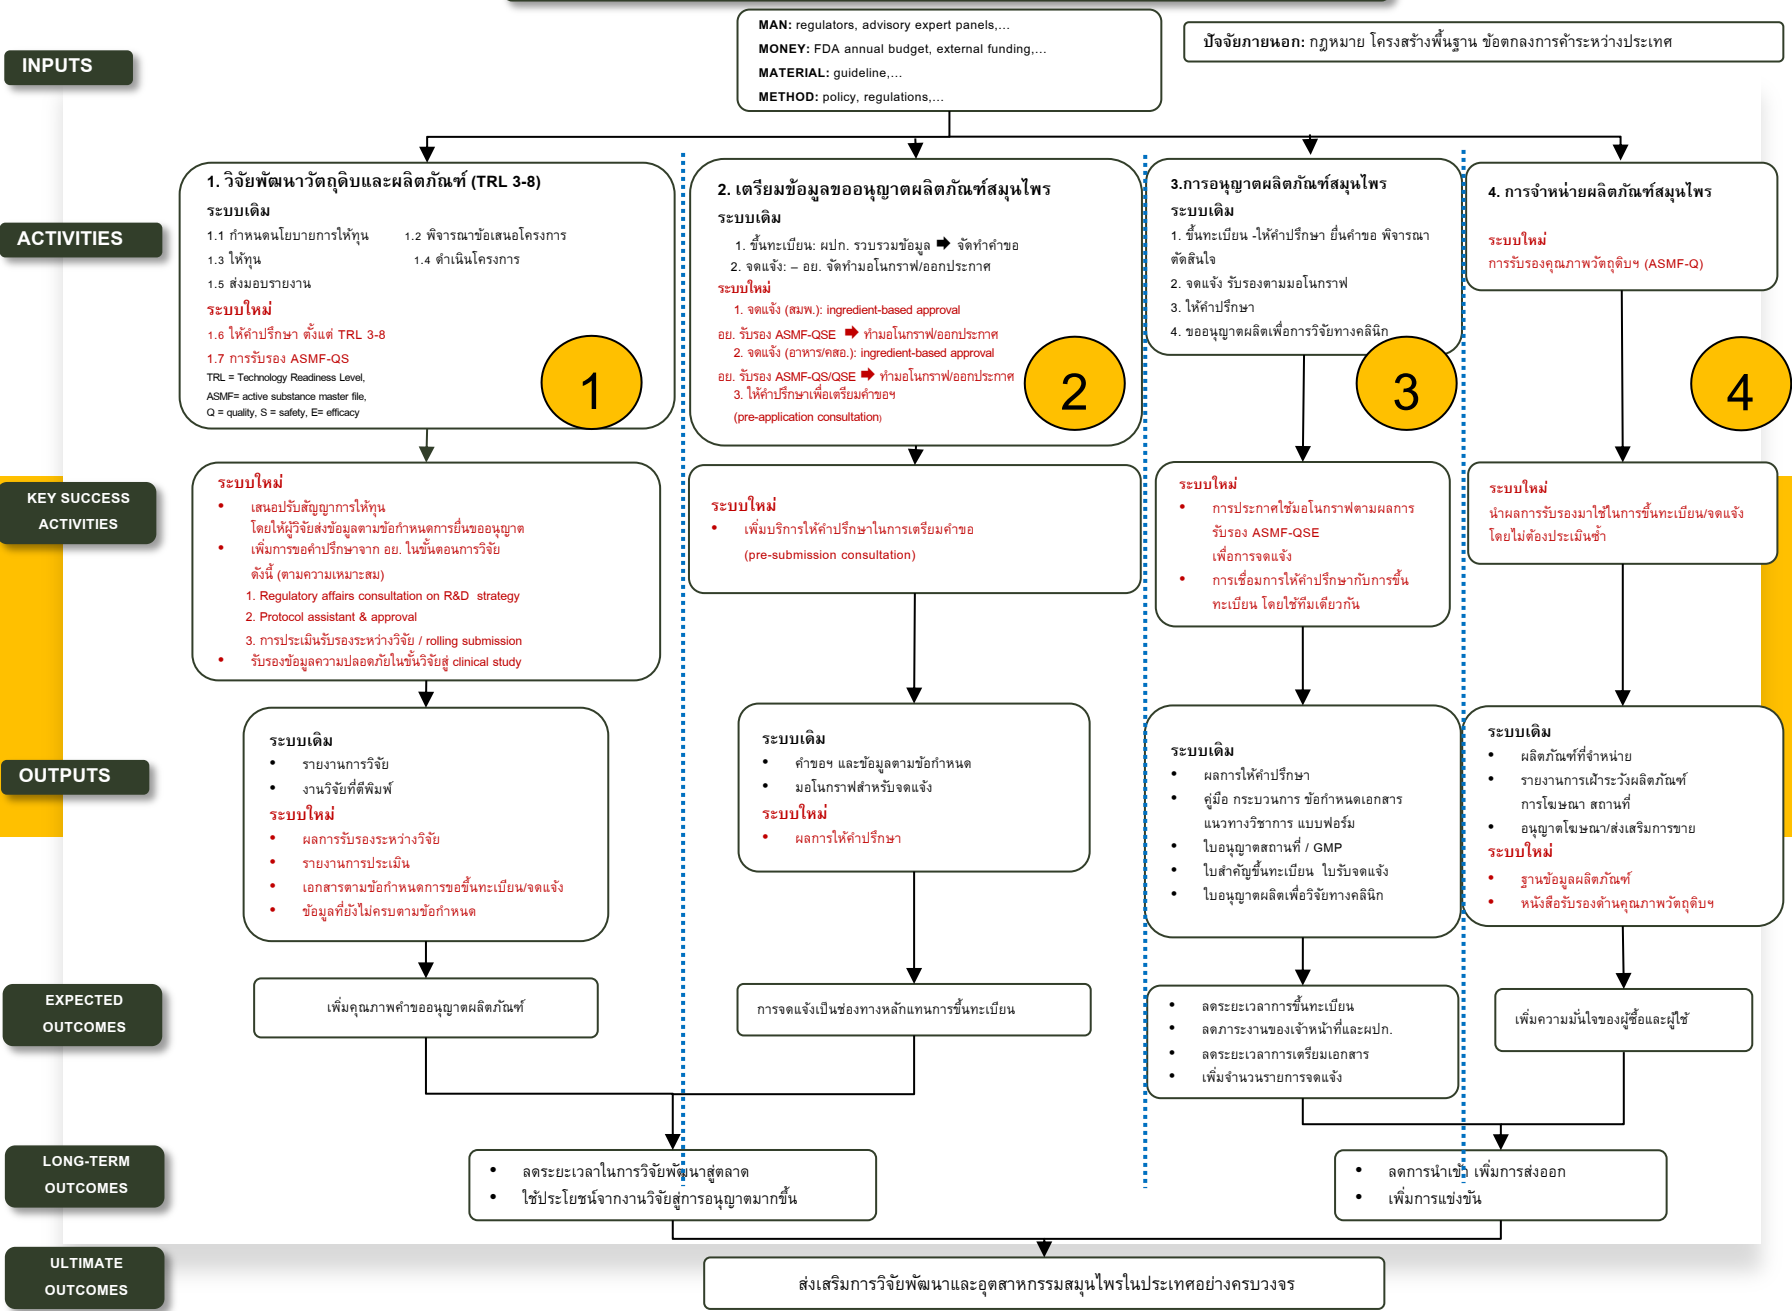 MAN: regulators, advisory expert panels,...
MONEY: FDA annual budget, external funding,...
MATERIAL: guideline,...
METHOD: policy, regulations,...
ปัจจัยภายนอก: กฎหมาย โครงสร้างพื้นฐาน ข้อตกลงการค้าระหว่างประเทศ
INPUTS
ACTIVITIES
1. วิจัยพัฒนาวัตถุดิบและผลิตภัณฑ์ (TRL 3-8)
ระบบเดิม
1.1 กำหนดนโยบายการให้ทุน 1.2 พิจารณาข้อเสนอโครงการ
1.3 ให้ทุน 1.4 ดำเนินโครงการ
1.5 ส่งมอบรายงาน
ระบบใหม่
1.6 ให้คำปรึกษา ตั้งแต่ TRL 3-8
1.7 การรับรอง ASMF-QS
TRL = Technology Readiness Level,
ASMF= active substance master file,
Q = quality, S = safety, E= efficacy
1
2. เตรียมข้อมูลขออนุญาตผลิตภัณฑ์สมุนไพร
ระบบเดิม
1. ขึ้นทะเบียน: ผปก. รวบรวมข้อมูล 🡆 จัดทำคำขอ
2. จดแจ้ง: – อย. จัดทำมอโนกราฟ/ออกประกาศ
ระบบใหม่
1. จดแจ้ง (สมพ.): ingredient-based approval
อย. รับรอง ASMF-QSE 🡆 ทำมอโนกราฟ/ออกประกาศ
2. จดแจ้ง (อาหาร/คสอ.): ingredient-based approval
อย. รับรอง ASMF-QS/QSE 🡆 ทำมอโนกราฟ/ออกประกาศ
3. ให้คำปรึกษาเพื่อเตรียมคำขอฯ
(pre-application consultation)
2
3.การอนุญาตผลิตภัณฑ์สมุนไพร
ระบบเดิม
1. ขึ้นทะเบียน -ให้คำปรึกษา ยื่นคำขอ พิจารณา
ตัดสินใจ
2. จดแจ้ง รับรองตามมอโนกราฟ
3. ให้คำปรึกษา
4. ขออนุญาตผลิตเพื่อการวิจัยทางคลินิก
3
4. การจำหน่ายผลิตภัณฑ์สมุนไพร
ระบบใหม่
การรับรองคุณภาพวัตถุดิบฯ (ASMF-Q)
4
KEY SUCCESS
ACTIVITIES
ระบบใหม่
• เสนอปรับสัญญาการให้ทุน
โดยให้ผู้วิจัยส่งข้อมูลตามข้อกำหนดการยื่นขออนุญาต
• เพิ่มการขอคำปรึกษาจาก อย. ในขั้นตอนการวิจัย
ดังนี้ (ตามความเหมาะสม)
1. Regulatory affairs consultation on R&D strategy
2. Protocol assistant & approval
3. การประเมินรับรองระหว่างวิจัย / rolling submission
• รับรองข้อมูลความปลอดภัยในขั้นวิจัยสู่ clinical study
ระบบใหม่
• เพิ่มบริการให้คำปรึกษาในการเตรียมคำขอ
(pre-submission consultation)
ระบบใหม่
• การประกาศใช้มอโนกราฟตามผลการ
รับรอง ASMF-QSE
เพื่อการจดแจ้ง
• การเชื่อมการให้คำปรึกษากับการขึ้น
ทะเบียน โดยใช้ทีมเดียวกัน
ระบบใหม่
นำผลการรับรองมาใช้ในการขึ้นทะเบียน/จดแจ้ง
โดยไม่ต้องประเมินซ้ำ
OUTPUTS
ระบบเดิม
• รายงานการวิจัย
• งานวิจัยที่ตีพิมพ์
ระบบใหม่
• ผลการรับรองระหว่างวิจัย
• รายงานการประเมิน
• เอกสารตามข้อกำหนดการขอขึ้นทะเบียน/จดแจ้ง
• ข้อมูลที่ยังไม่ครบตามข้อกำหนด
ระบบเดิม
• คำขอฯ และข้อมูลตามข้อกำหนด
• มอโนกราฟสำหรับจดแจ้ง
ระบบใหม่
• ผลการให้คำปรึกษา
ระบบเดิม
• ผลการให้คำปรึกษา
• คู่มือ กระบวนการ ข้อกำหนดเอกสาร
แนวทางวิชาการ แบบฟอร์ม
• ใบอนุญาตสถานที่ / GMP
• ใบสำคัญขึ้นทะเบียน ใบรับจดแจ้ง
• ใบอนุญาตผลิตเพื่อวิจัยทางคลินิก
ระบบเดิม
• ผลิตภัณฑ์ที่จำหน่าย
• รายงานการเฝ้าระวังผลิตภัณฑ์
การโฆษณา สถานที่
• อนุญาตโฆษณา/ส่งเสริมการขาย
ระบบใหม่
• ฐานข้อมูลผลิตภัณฑ์
• หนังสือรับรองด้านคุณภาพวัตถุดิบฯ
EXPECTED
OUTCOMES
เพิ่มคุณภาพคำขออนุญาตผลิตภัณฑ์
การจดแจ้งเป็นช่องทางหลักแทนการขึ้นทะเบียน
• ลดระยะเวลาการขึ้นทะเบียน
• ลดภาระงานของเจ้าหน้าที่และผปก.
• ลดระยะเวลาการเตรียมเอกสาร
• เพิ่มจำนวนรายการจดแจ้ง
เพิ่มความมั่นใจของผู้ซื้อและผู้ใช้
LONG-TERM
OUTCOMES
• ลดระยะเวลาในการวิจัยพัฒนาสู่ตลาด
• ใช้ประโยชน์จากงานวิจัยสู่การอนุญาตมากขึ้น
• ลดการนำเข้า เพิ่มการส่งออก
• เพิ่มการแข่งขัน
ULTIMATE
OUTCOMES
ส่งเสริมการวิจัยพัฒนาและอุตสาหกรรมสมุนไพรในประเทศอย่างครบวงจร